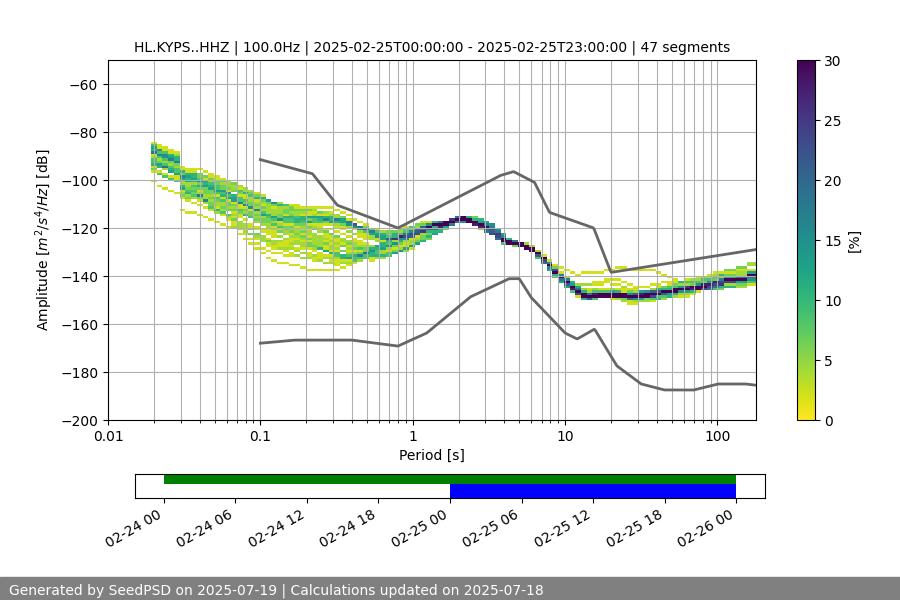 HL.KYPS..HHZ | 100.0Hz | 2025-02-25T00:00:00 - 2025-02-25T23:00:00 | 47 segments
Amplitude [m²/s⁴/Hz] [dB]
−60
−80
−100
−120
−140
−160
−180
−200
0.01 0.1 1 10 100
Period [s]
30
25
20
15
10
5
0
[%]
02-24 00 02-24 06 02-24 12 02-24 18 02-25 00 02-25 06 02-25 12 02-25 18 02-26 00
Generated by SeedPSD on 2025-07-19 | Calculations updated on 2025-07-18